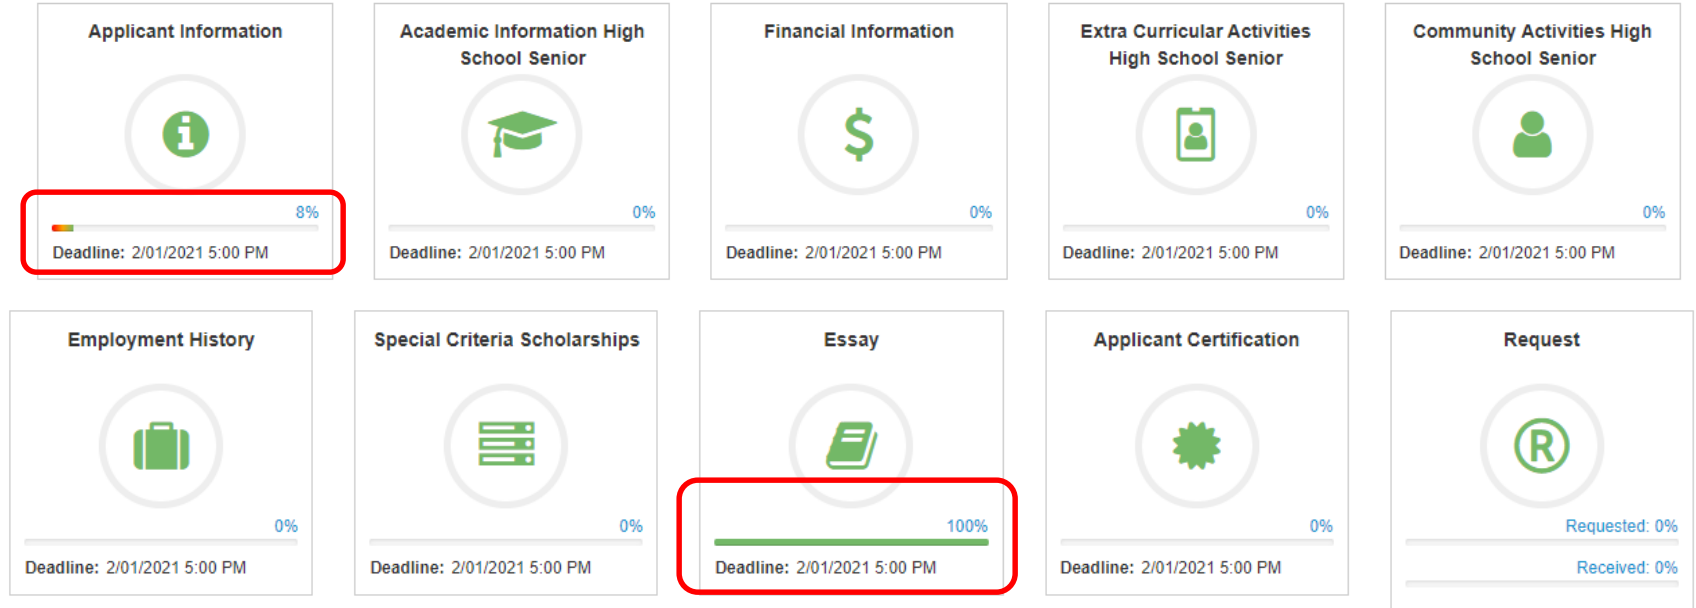 Applicant Information
8%
Deadline: 2/01/2021 5:00 PM
Academic Information High
School Senior
0%
Deadline: 2/01/2021 5:00 PM
Financial Information
$
0%
Deadline: 2/01/2021 5:00 PM
Extra Curricular Activities
High School Senior
0%
Deadline: 2/01/2021 5:00 PM
Community Activities High
School Senior
0%
Deadline: 2/01/2021 5:00 PM
Employment History
0%
Deadline: 2/01/2021 5:00 PM
Special Criteria Scholarships
0%
Deadline: 2/01/2021 5:00 PM
Essay
100%
Deadline: 2/01/2021 5:00 PM
Applicant Certification
0%
Deadline: 2/01/2021 5:00 PM
Request
R
Requested: 0%
Received: 0%